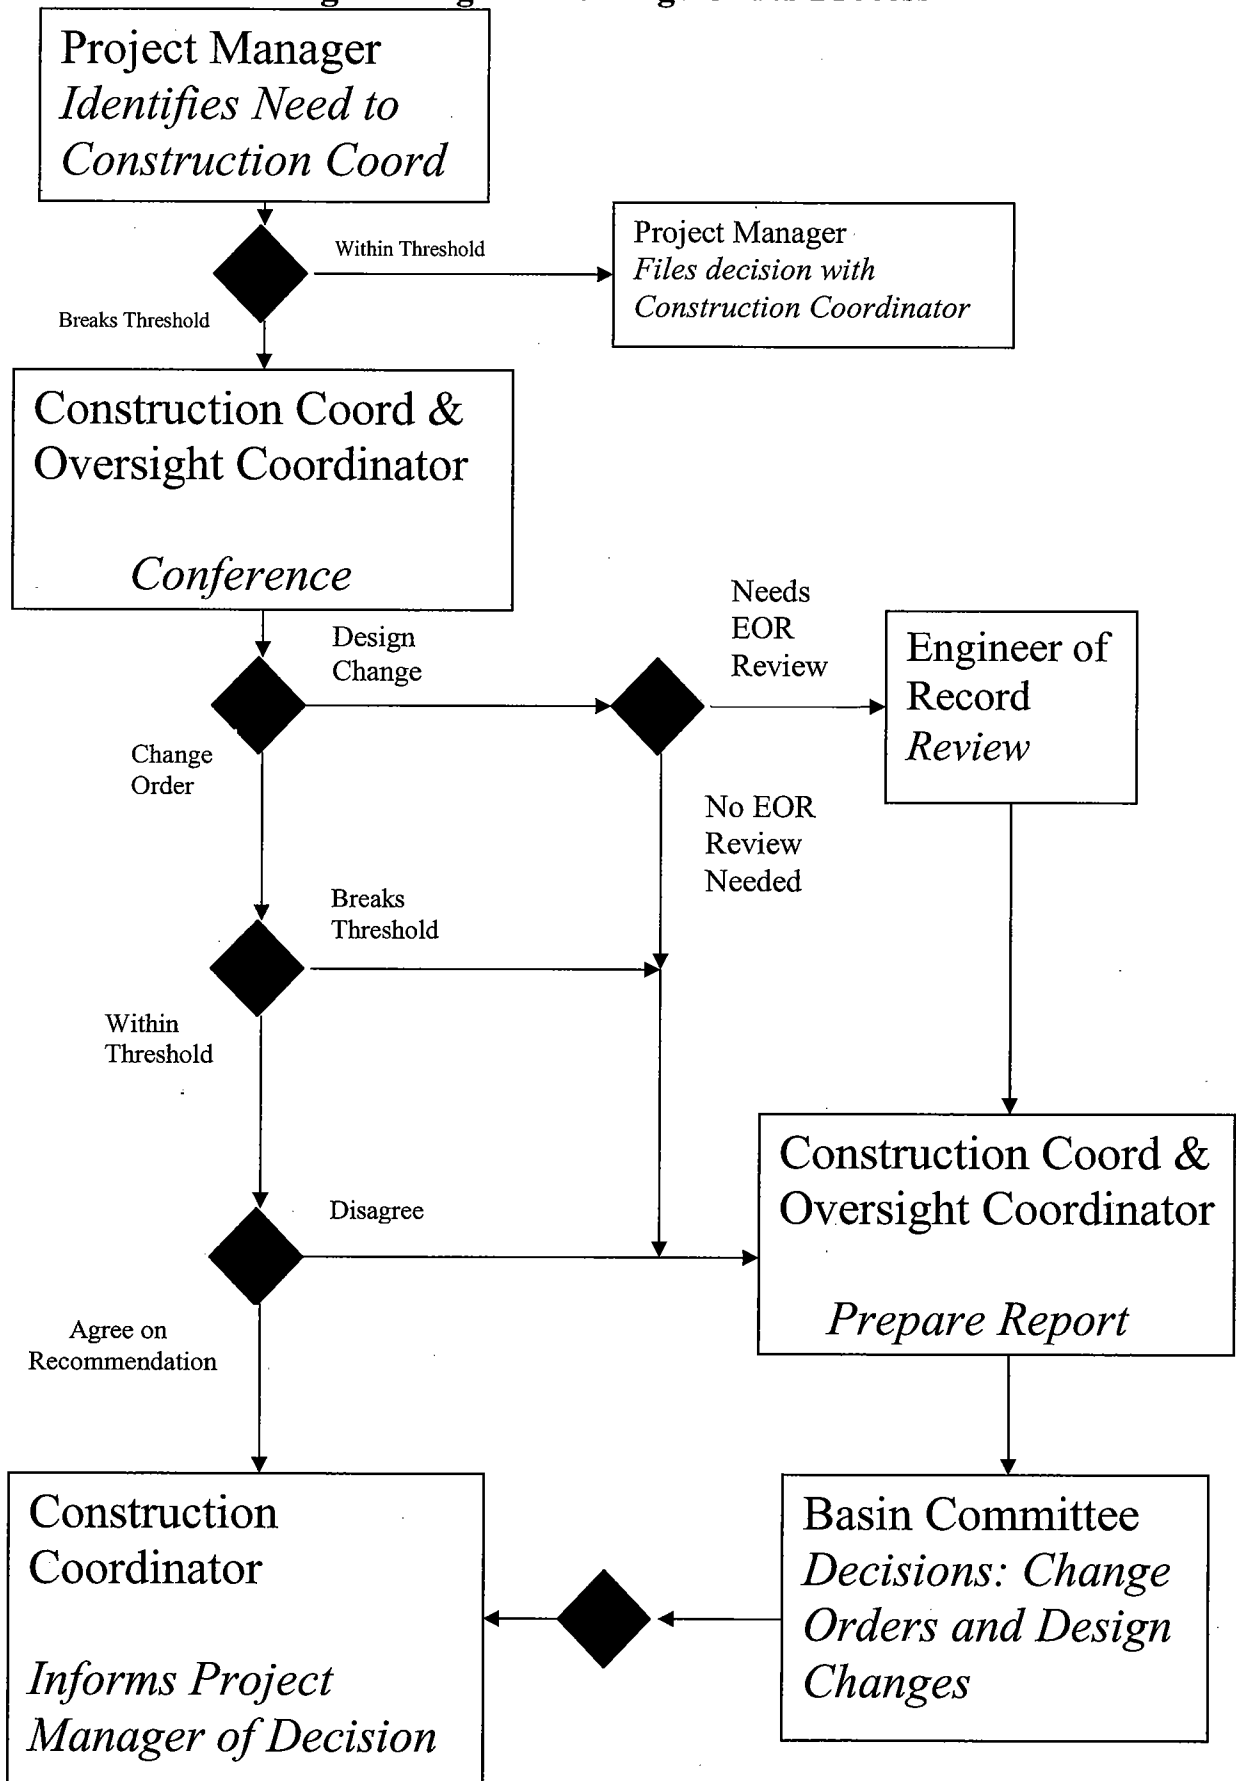 Project Manager
Identifies Need to
Construction Coord
Within Threshold
Project Manager
Files decision with
Construction Coordinator
Breaks Threshold
Construction Coord &
Oversight Coordinator
Conference
Design
Change
Needs
EOR
Review
Engineer of
Record
Review
Change
Order
No EOR
Review
Needed
Breaks
Threshold
Within
Threshold
Construction Coord &
Oversight Coordinator
Prepare Report
Disagree
Agree on
Recommendation
Construction
Coordinator
Informs Project
Manager of Decision
Basin Committee
Decisions: Change
Orders and Design
Changes